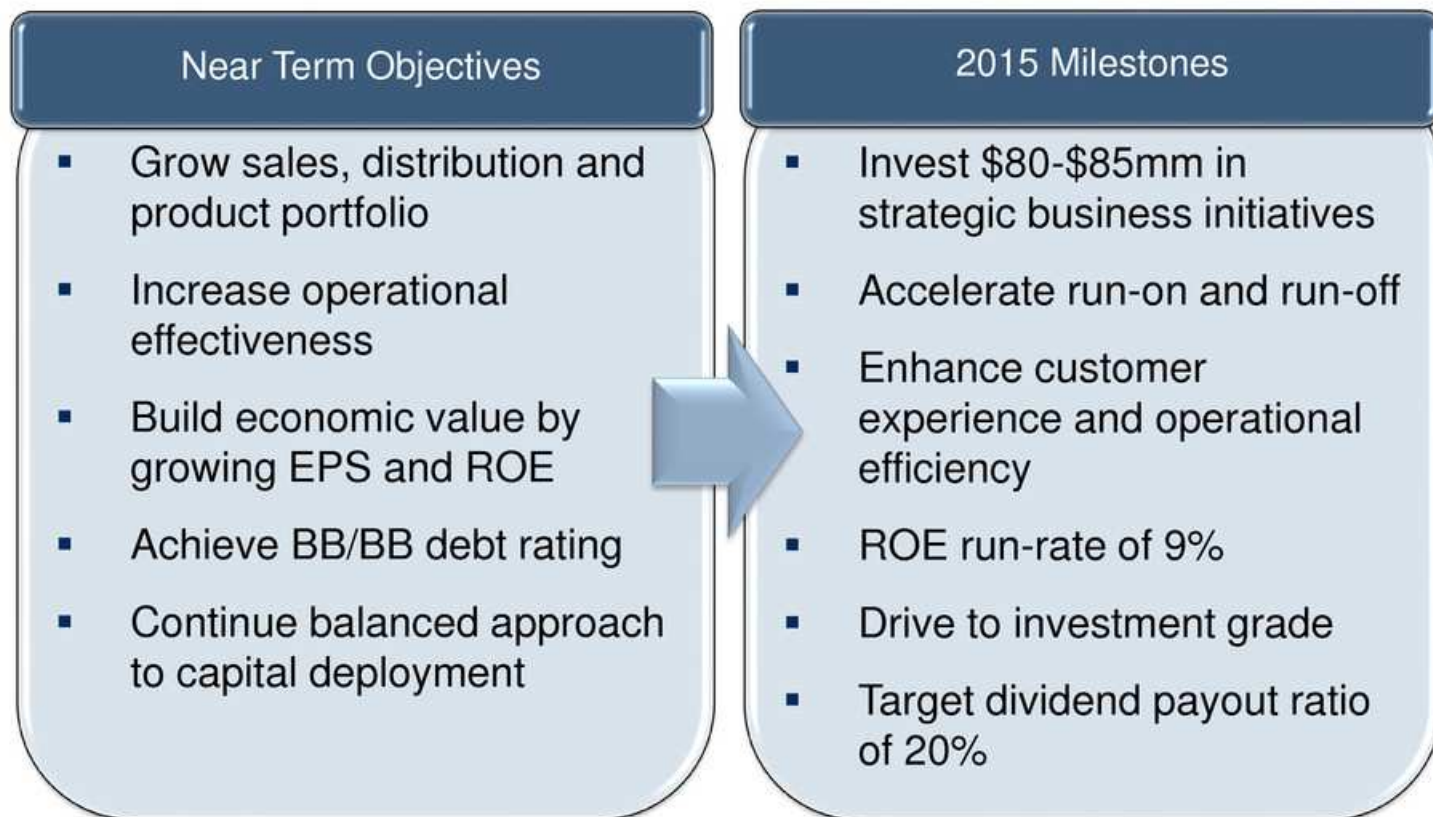 Near Term Objectives
▪ Grow sales, distribution and
product portfolio
▪ Increase operational
effectiveness
▪ Build economic value by
growing EPS and ROE
▪ Achieve BB/BB debt rating
▪ Continue balanced approach
to capital deployment
2015 Milestones
▪ Invest $80-$85mm in
strategic business initiatives
▪ Accelerate run-on and run-off
▪ Enhance customer
experience and operational
efficiency
▪ ROE run-rate of 9%
▪ Drive to investment grade
▪ Target dividend payout ratio
of 20%